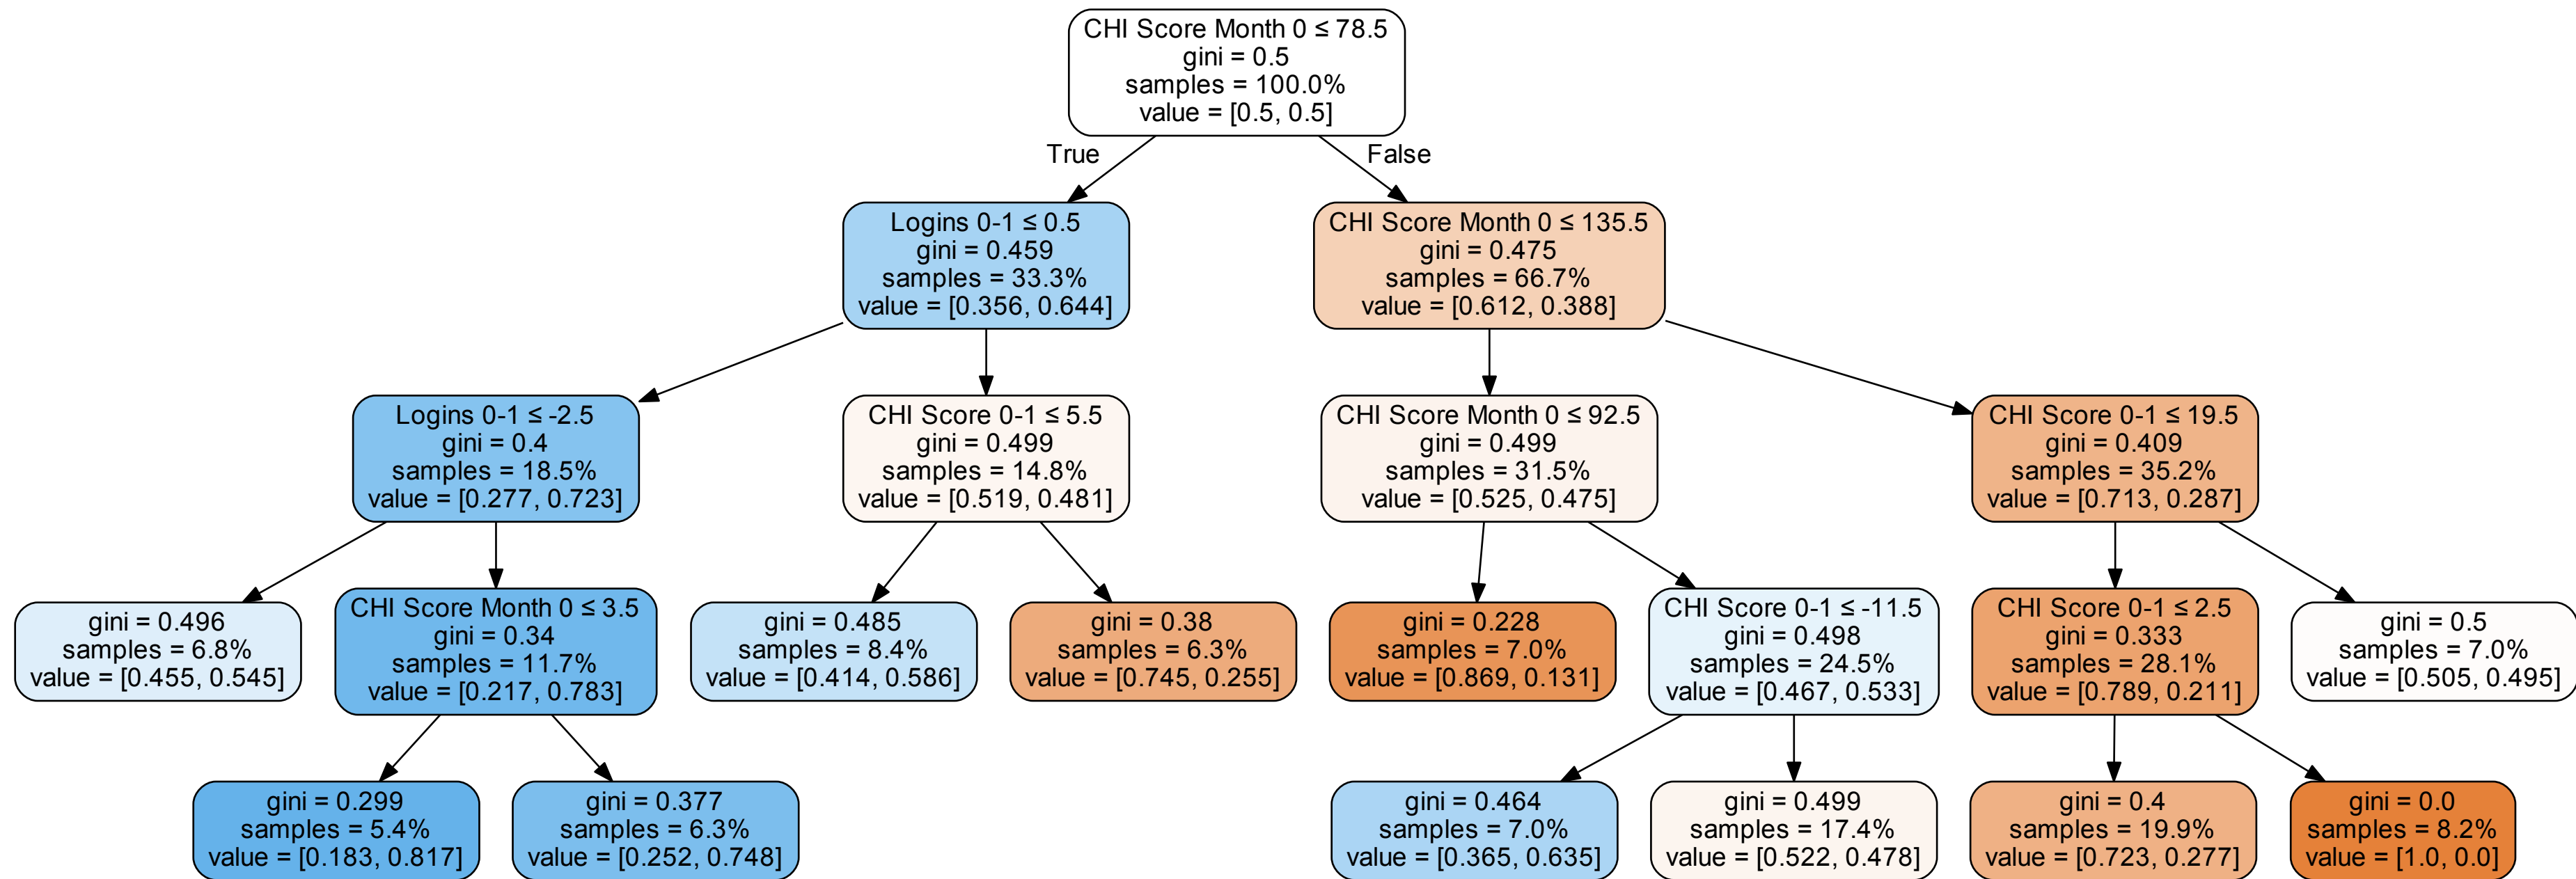 CHI Score Month 0 ≤ 78.5
gini = 0.5
samples = 100.0%
value = [0.5, 0.5]
True
False
Logins 0-1 ≤ 0.5
gini = 0.459
samples = 33.3%
value = [0.356, 0.644]
CHI Score Month 0 ≤ 135.5
gini = 0.475
samples = 66.7%
value = [0.612, 0.388]
Logins 0-1 ≤ -2.5
gini = 0.4
samples = 18.5%
value = [0.277, 0.723]
CHI Score 0-1 ≤ 5.5
gini = 0.499
samples = 14.8%
value = [0.519, 0.481]
CHI Score Month 0 ≤ 92.5
gini = 0.499
samples = 31.5%
value = [0.525, 0.475]
CHI Score 0-1 ≤ 19.5
gini = 0.409
samples = 35.2%
value = [0.713, 0.287]
gini = 0.496
samples = 6.8%
value = [0.455, 0.545]
CHI Score Month 0 ≤ 3.5
gini = 0.34
samples = 11.7%
value = [0.217, 0.783]
gini = 0.485
samples = 8.4%
value = [0.414, 0.586]
gini = 0.38
samples = 6.3%
value = [0.745, 0.255]
gini = 0.228
samples = 7.0%
value = [0.869, 0.131]
CHI Score 0-1 ≤ -11.5
gini = 0.498
samples = 24.5%
value = [0.467, 0.533]
CHI Score 0-1 ≤ 2.5
gini = 0.333
samples = 28.1%
value = [0.789, 0.211]
gini = 0.5
samples = 7.0%
value = [0.505, 0.495]
gini = 0.299
samples = 5.4%
value = [0.183, 0.817]
gini = 0.377
samples = 6.3%
value = [0.252, 0.748]
gini = 0.464
samples = 7.0%
value = [0.365, 0.635]
gini = 0.499
samples = 17.4%
value = [0.522, 0.478]
gini = 0.4
samples = 19.9%
value = [0.723, 0.277]
gini = 0.0
samples = 8.2%
value = [1.0, 0.0]